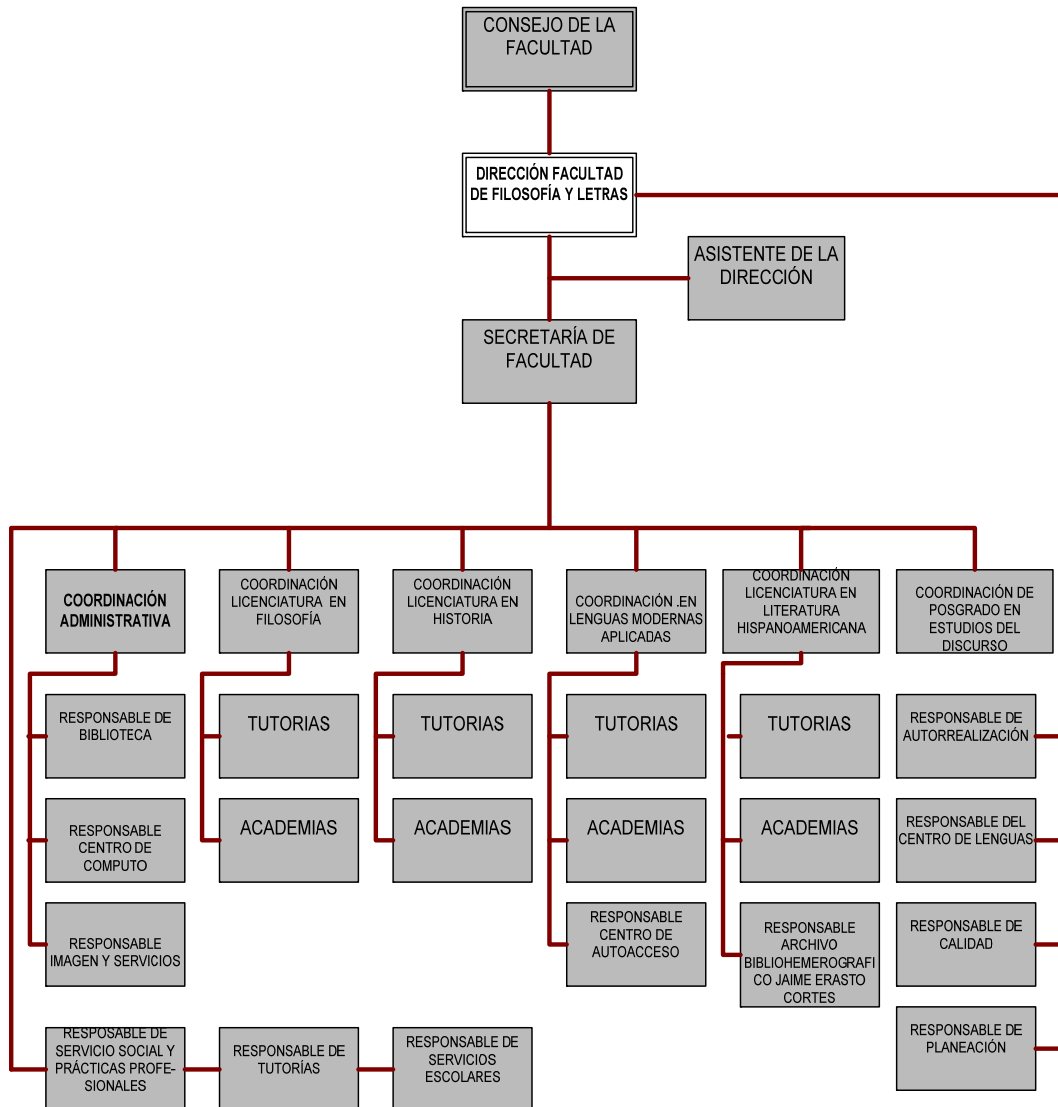 CONSEJO DE LA
FACULTAD
DIRECCIÓN FACULTAD
DE FILOSOFÍA Y LETRAS
ASISTENTE DE LA
DIRECCIÓN
SECRETARÍA DE
FACULTAD
COORDINACIÓN
ADMINISTRATIVA
COORDINACIÓN
LICENCIATURA EN
FILOSOFÍA
COORDINACIÓN
LICENCIATURA EN
HISTORIA
COORDINACIÓN .EN
LENGUAS MODERNAS
APLICADAS
COORDINACIÓN
LICENCIATURA EN
LITERATURA
HISPANOAMERICANA
COORDINACIÓN DE
POSGRADO EN
ESTUDIOS DEL
DISCURSO
RESPONSABLE DE
BIBLIOTECA
TUTORIAS
TUTORIAS
TUTORIAS
TUTORIAS
RESPONSABLE DE
AUTORREALIZACIÓN
RESPONSABLE
CENTRO DE
COMPUTO
ACADEMIAS
ACADEMIAS
ACADEMIAS
ACADEMIAS
RESPONSABLE DEL
CENTRO DE LENGUAS
RESPONSABLE
IMAGEN Y SERVICIOS
RESPONSABLE
CENTRO DE
AUTOACCESO
RESPONSABLE
ARCHIVO
BIBLIOHEMEROGRAFI
CO JAIME ERASTO
CORTES
RESPONSABLE DE
CALIDAD
RESPOSABLE DE
SERVICIO SOCIAL Y
PRÁCTICAS PROFE-
SIONALES
RESPONSABLE DE
TUTORÍAS
RESPONSABLE DE
SERVICIOS
ESCOLARES
RESPONSABLE DE
PLANEACIÓN